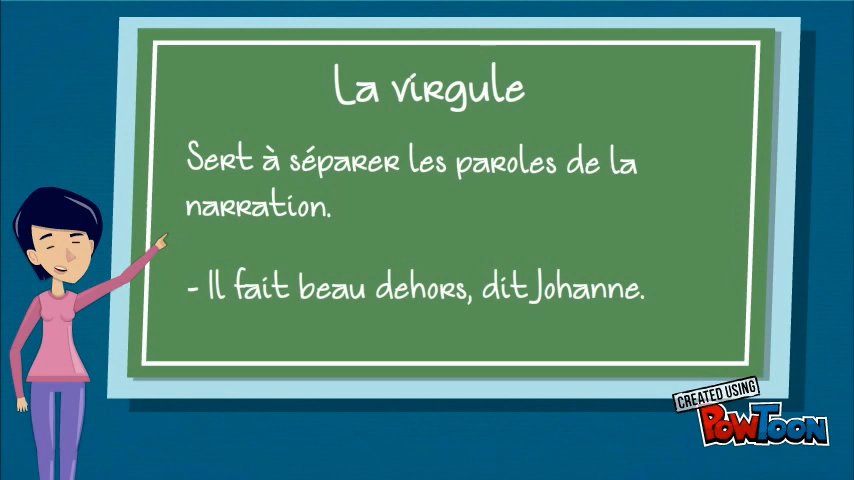 La virgule
Sert à séparer les paroles de la
narration.
- Il fait beau dehors, dit Johanne.
CREATED USING
POWTOON